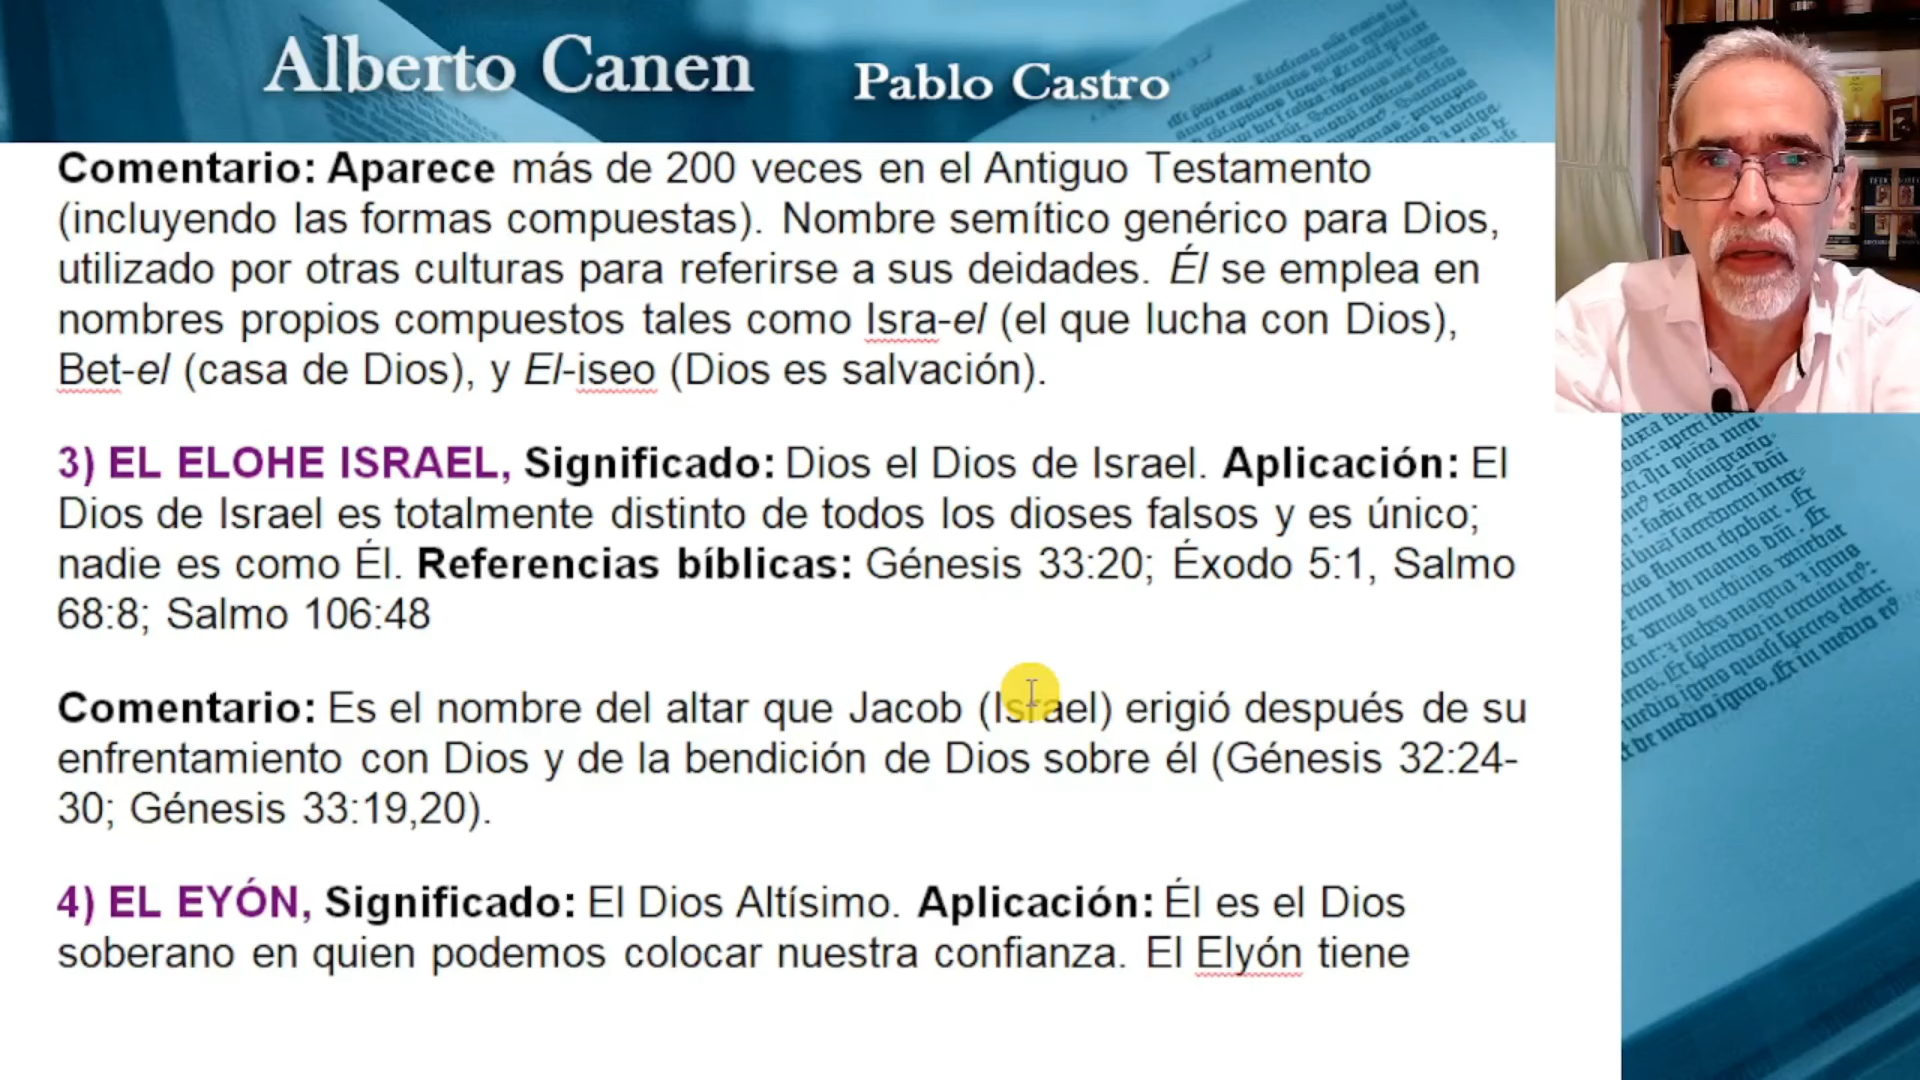 Alberto Canen
Pablo Castro
Comentario: Aparece más de 200 veces en el Antiguo Testamento
(incluyendo las formas compuestas). Nombre semítico genérico para Dios,
utilizado por otras culturas para referirse a sus deidades. Él se emplea en
nombres propios compuestos tales como Isra-el (el que lucha con Dios),
Bet-el (casa de Dios), y El-iseo (Dios es salvación).
3) EL ELOHE ISRAEL, Significado: Dios el Dios de Israel. Aplicación: El
Dios de Israel es totalmente distinto de todos los dioses falsos y es único;
nadie es como Él. Referencias bíblicas: Génesis 33:20; Éxodo 5:1, Salmo
68:8; Salmo 106:48
Comentario: Es el nombre del altar que Jacob (Israel) erigió después de su
enfrentamiento con Dios y de la bendición de Dios sobre él (Génesis 32:24-
30; Génesis 33:19,20).
4) EL EYÓN, Significado: El Dios Altísimo. Aplicación: Él es el Dios
soberano en quien podemos colocar nuestra confianza. El Elyón tiene